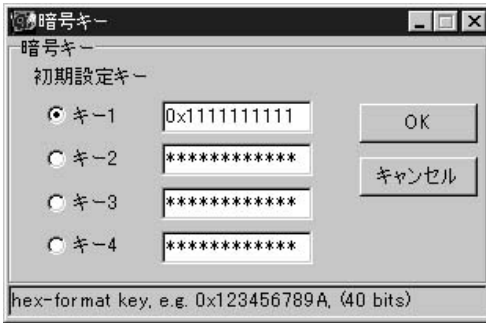 暗号キー
暗号キー
初期設定キー
キー1 0x1111111111 OK
キー2 ************
キャンセル
キー3 ************
キー4 ************
hex-format key, e.g. 0x123456789A, (40 bits)